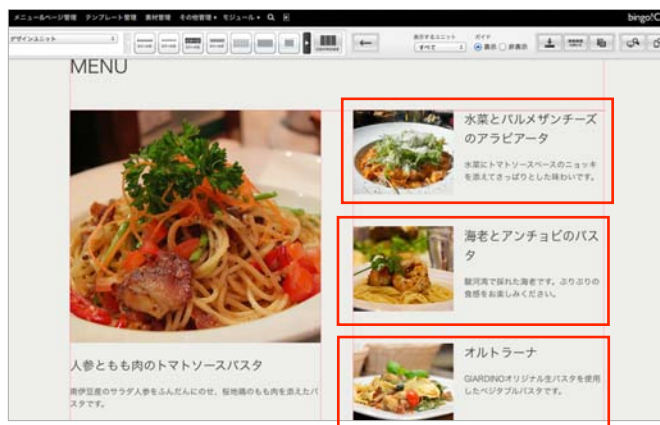 メニュー&ページ管理 テンプレート管理 素材管理 その他管理 モジュール
bingo!C
デザインユニット
表示するユニット
すべて
ガイド
表示 非表示
MENU
水菜とパルメザンチーズ
のアラビアータ
水菜にトマトソースベースのニョッキ
を添えてさっぱりとした味わいです。
海老とアンチョビのパス
タ
駿河湾で採れた海老です。ぷりぷりの
食感をお楽しみください。
オルトラーナ
GIARDINOオリジナル生パスタを使用
したベジタブルパスタです。
人参ともも肉のトマトソースパスタ
南伊豆産のサラダ人参をふんだんにのせ、桜地鶏のもも肉を添えたパ
スタです。